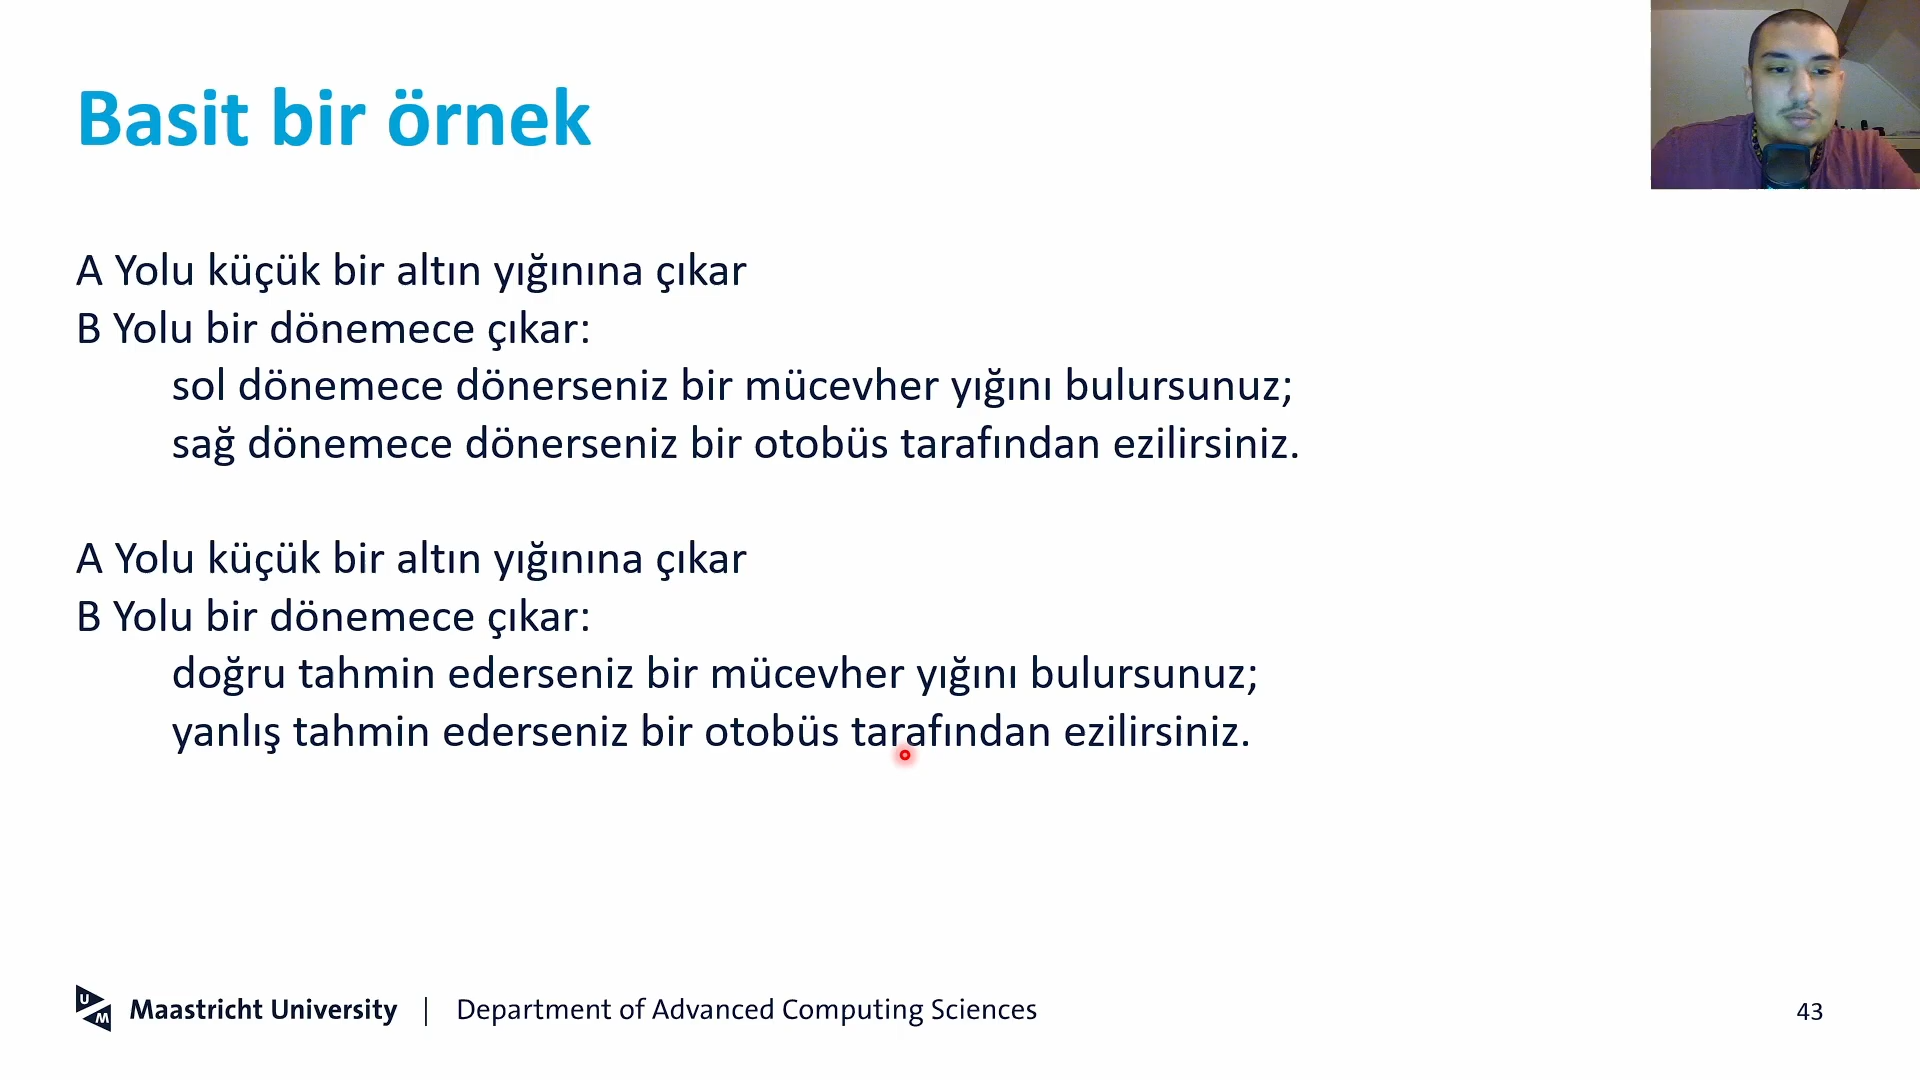 Basit bir örnek
A Yolu küçük bir altın yığınına çıkar
B Yolu bir dönemece çıkar:
sol dönemece dönerseniz bir mücevher yığını bulursunuz;
sağ dönemece dönerseniz bir otobüs tarafından ezilirsiniz.
A Yolu küçük bir altın yığınına çıkar
B Yolu bir dönemece çıkar:
doğru tahmin ederseniz bir mücevher yığını bulursunuz;
yanlış tahmin ederseniz bir otobüs tarafından ezilirsiniz.
UM Maastricht University | Department of Advanced Computing Sciences
43